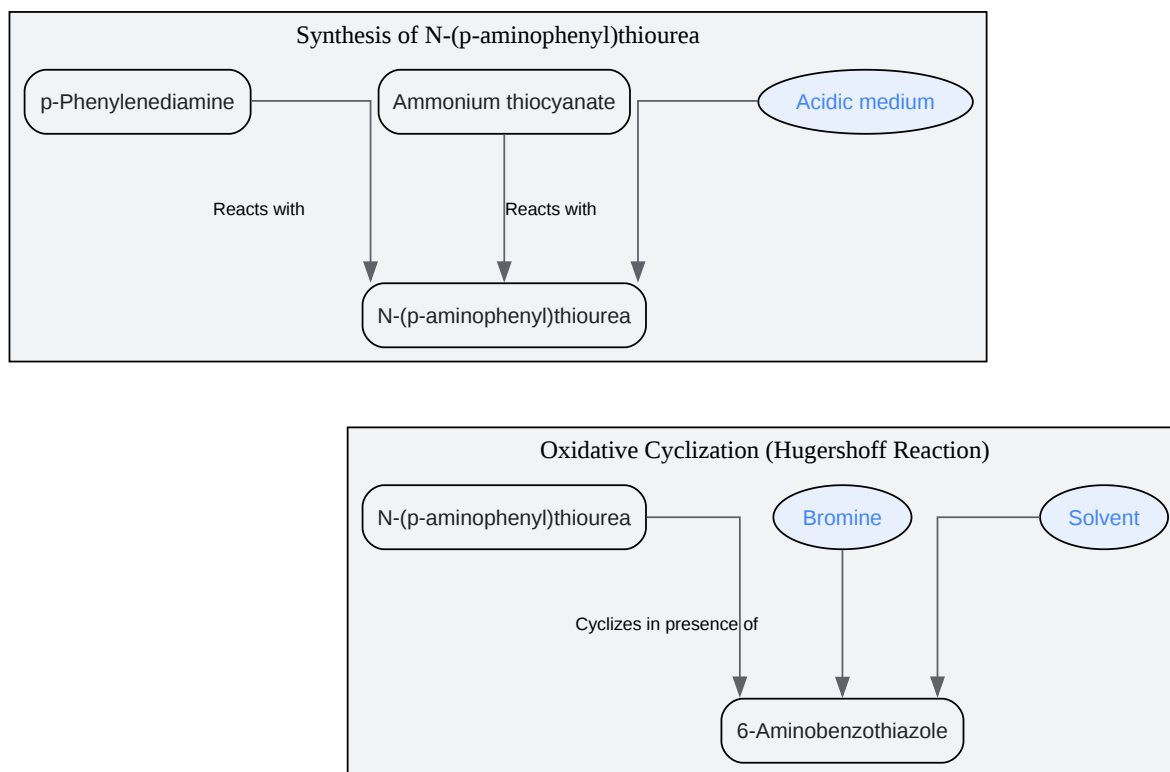 Synthesis of N-(p-aminophenyl)thiourea
p-Phenylenediamine
Ammonium thiocyanate
Acidic medium
Reacts with
Reacts with
N-(p-aminophenyl)thiourea
Oxidative Cyclization (Hugershoff Reaction)
N-(p-aminophenyl)thiourea
Bromine
Solvent
Cyclizes in presence of
6-Aminobenzothiazole